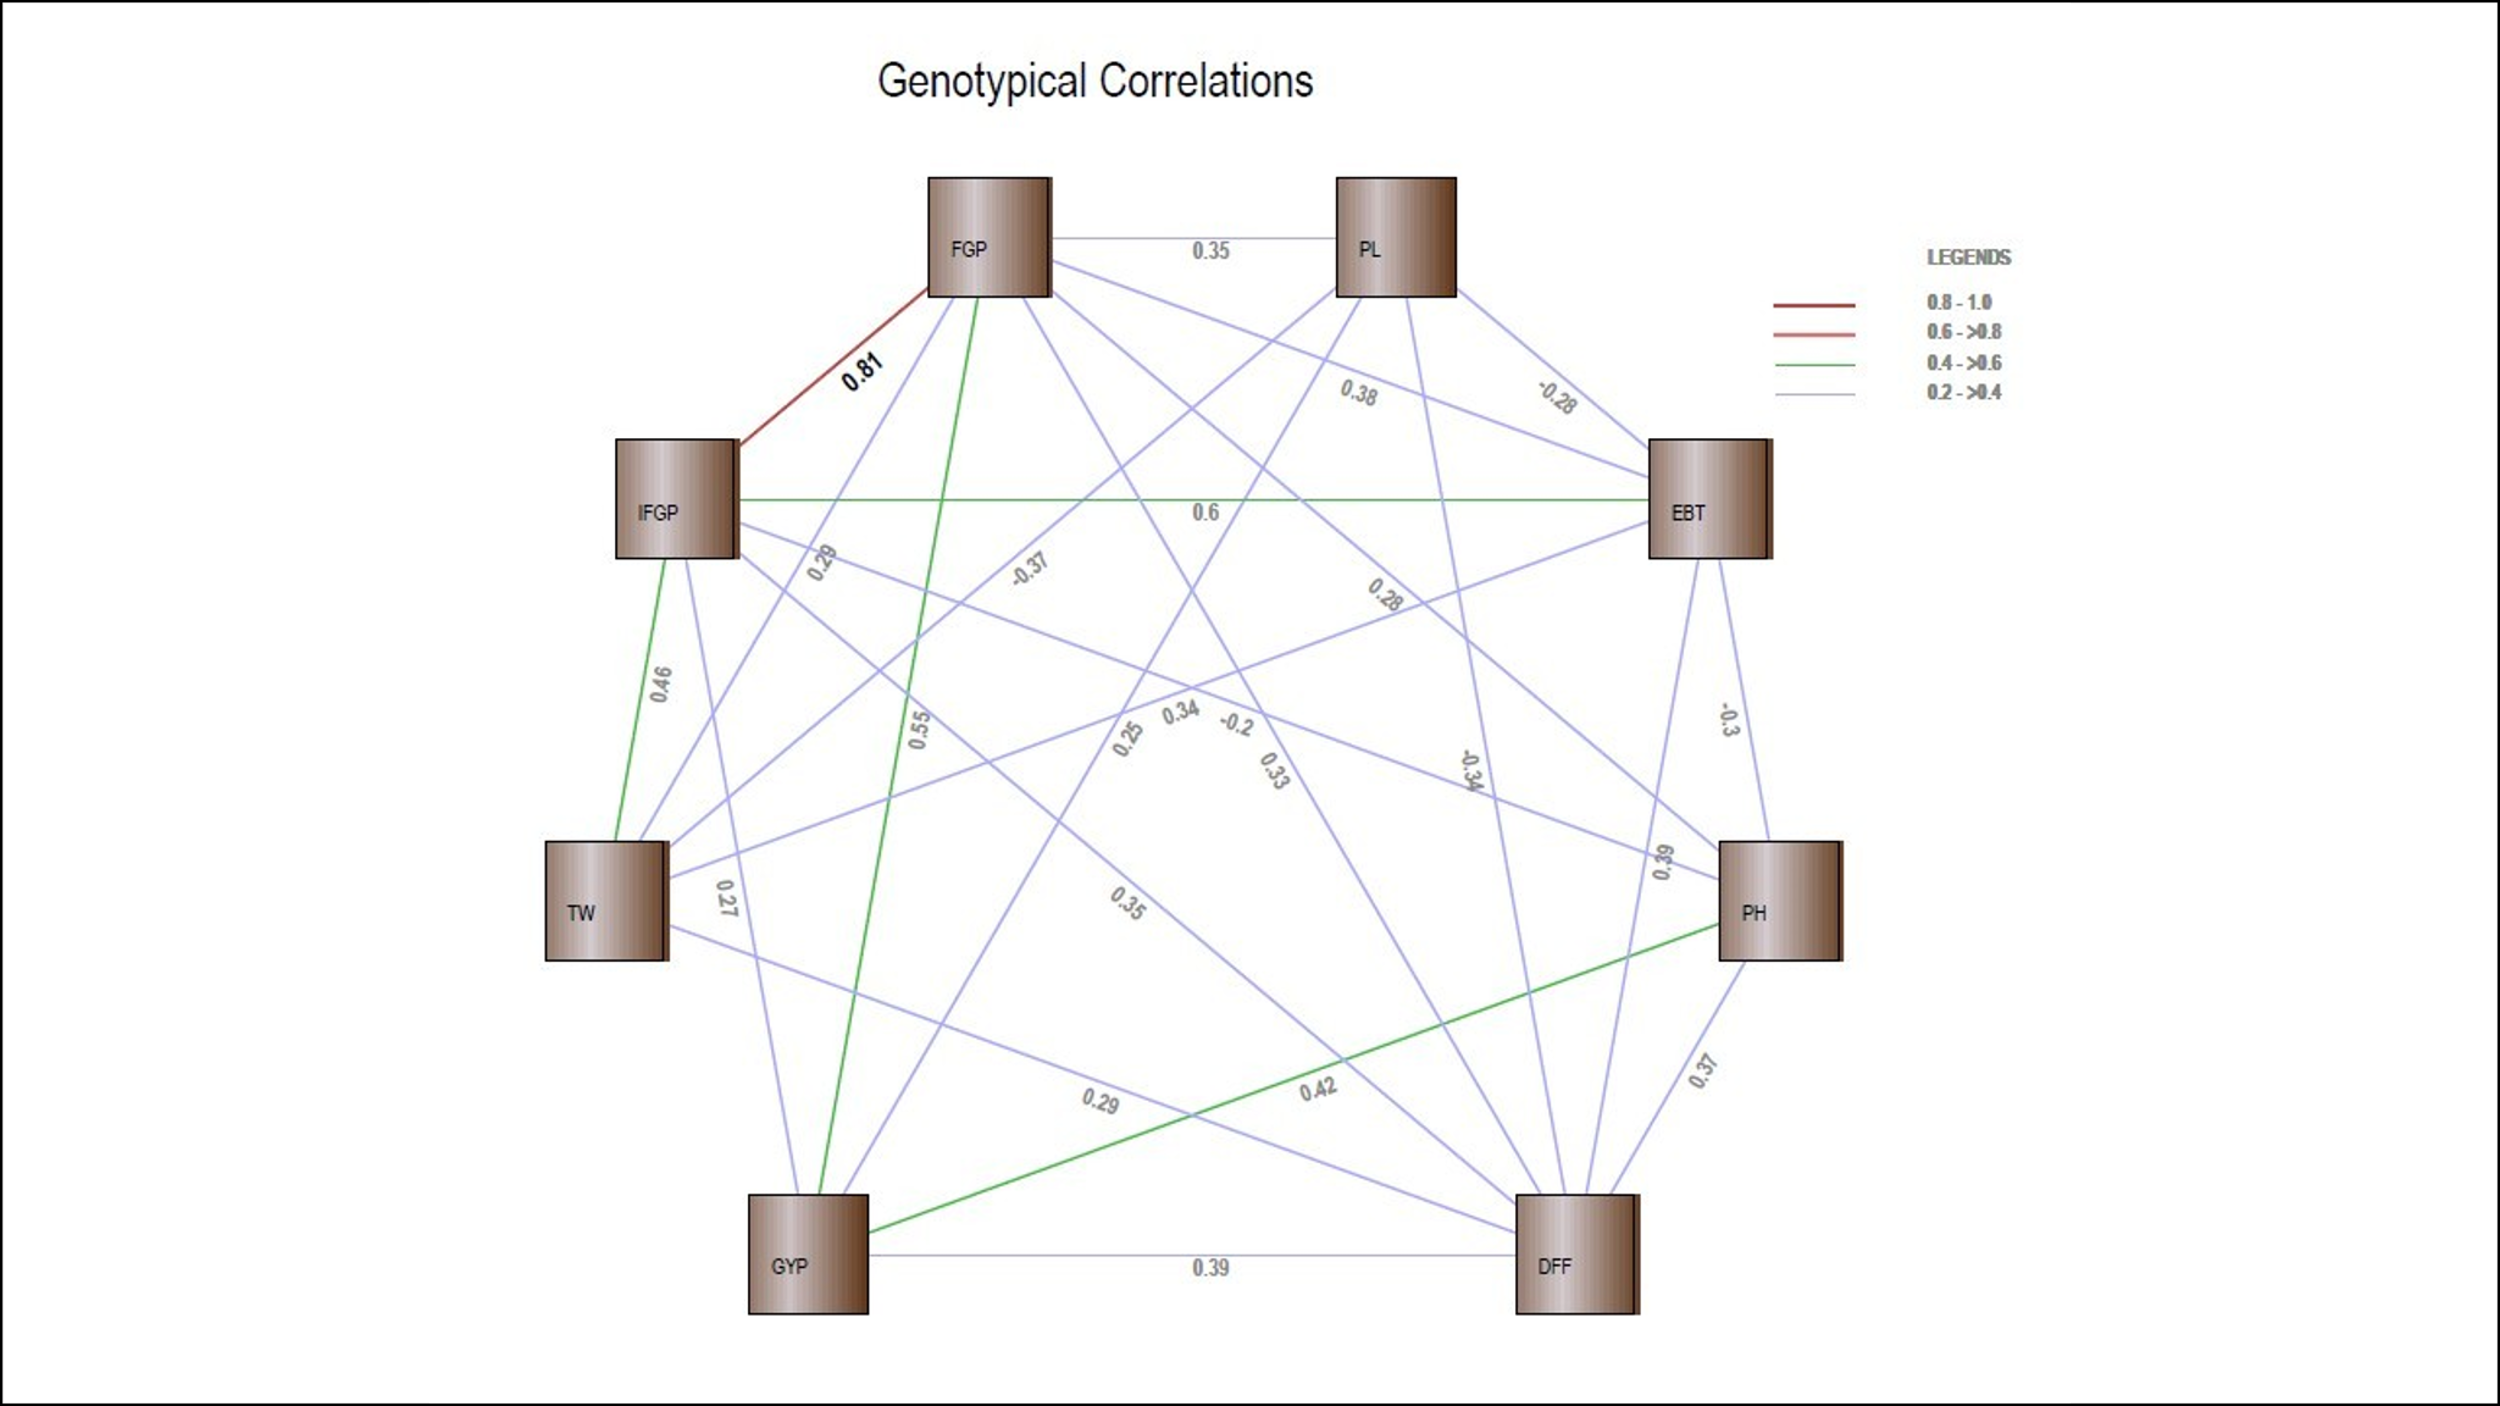 Genotypical Correlations
FGP
PL
0.35
LEGENDS
0.8 - 1.0
0.6 - >0.8
0.4 - >0.6
0.2 - >0.4
0.81
0.38
-0.28
IFGP
EBT
0.6
0.29
-0.37
0.28
0.46
0.55
0.25
0.34
-0.2
0.33
-0.34
-0.3
0.39
TW
PH
0.27
0.35
0.29
0.42
0.37
GYP
DFF
0.39